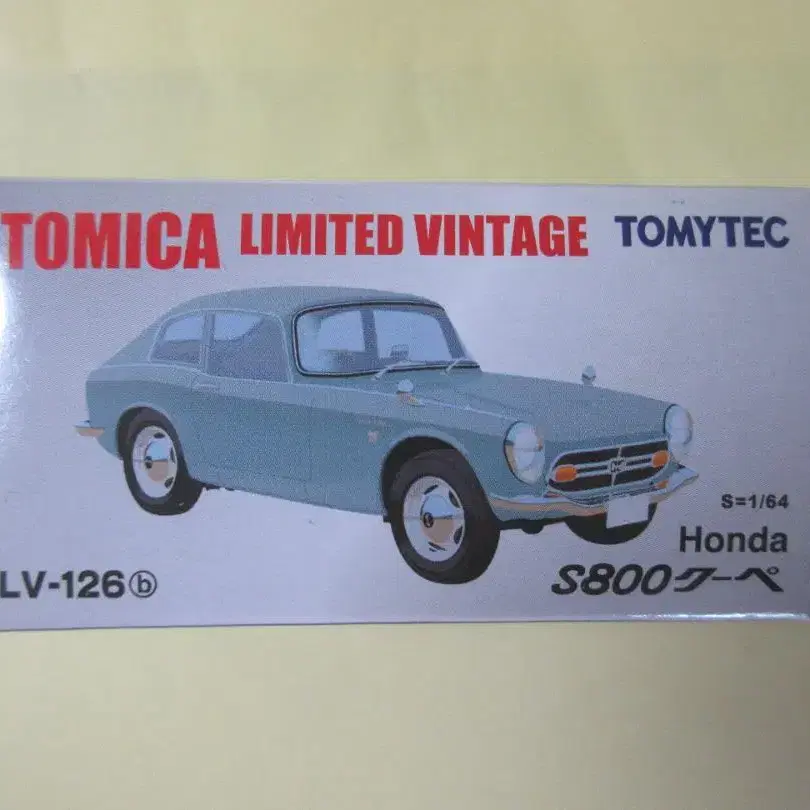 TOMICA LIMITED VINTAGE TOMYTEC
S=1/64
Honda
LV-126ⓑ S800クーペ